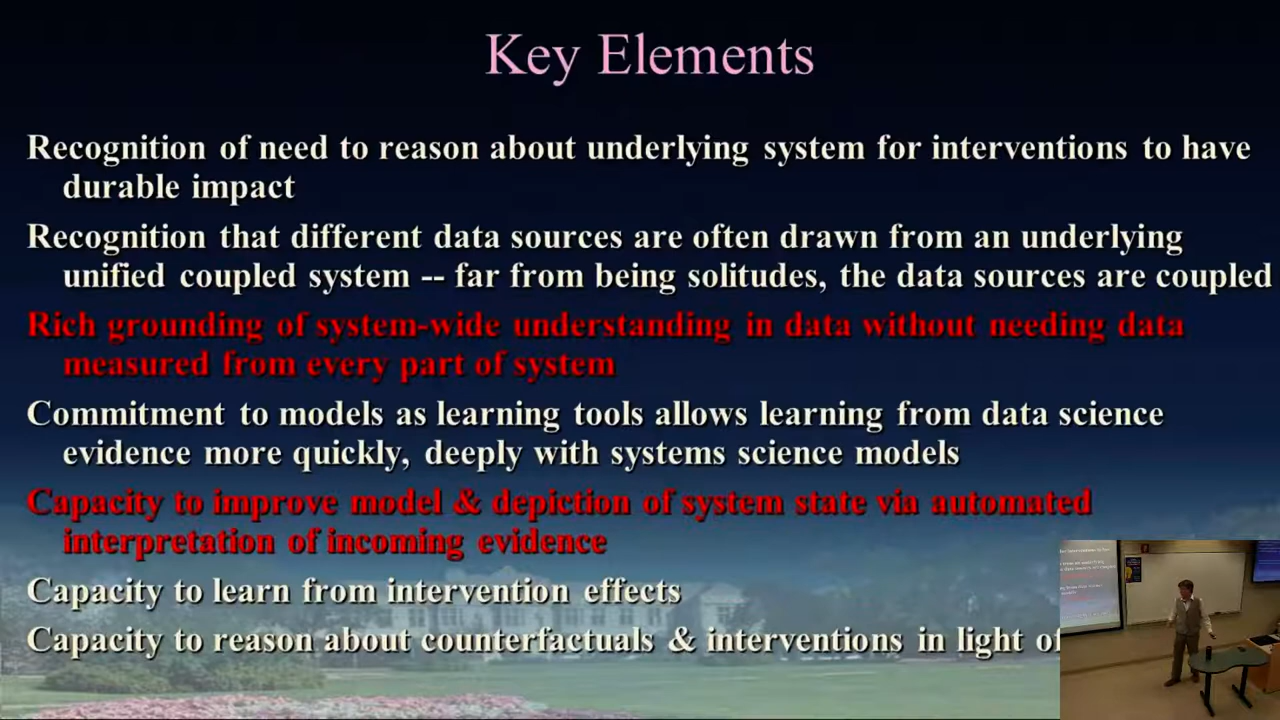 Key Elements
Recognition of need to reason about underlying system for interventions to have
durable impact
Recognition that different data sources are often drawn from an underlying
unified coupled system -- far from being solitudes, the data sources are coupled
Rich grounding of system-wide understanding in data without needing data
measured from every part of system
Commitment to models as learning tools allows learning from data science
evidence more quickly, deeply with systems science models
Capacity to improve model & depiction of system state via automated
interpretation of incoming evidence
Capacity to learn from intervention effects
Capacity to reason about counterfactuals & interventions in light of